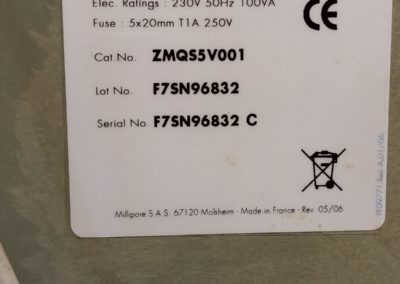 Elec. Ratings : 230V 50Hz 100VA
Fuse : 5x20mm T1A 250V
CE
Cat.No. ZMQS5V001
Lot No. F7SN96832
Serial No. F7SN96832 C
Millipore S.A.S. 67120 Molsheim - Made in France - Rev 05/06